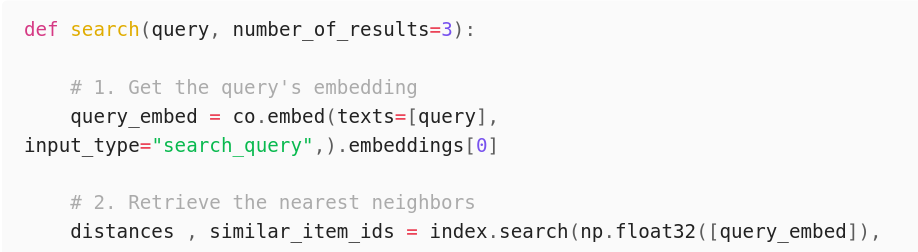 def search(query, number_of_results=3):
    # 1. Get the query's embedding
    query_embed = co.embed(texts=[query],
input_type="search_query",).embeddings[0]
    # 2. Retrieve the nearest neighbors
    distances , similar_item_ids = index.search(np.float32([query_embed]),